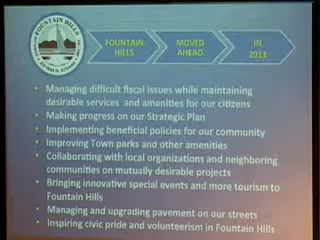 FOUNTAIN HILLS
FOUNTAIN
HILLS
MOVED
AHEAD
IN
2013
• Managing difficult fiscal issues while maintaining
desirable services and amenities for our citizens
• Making progress on our Strategic Plan
• Implementing beneficial policies for our community
• Improving Town parks and other amenities
• Collaborating with local organizations and neighboring
communities on mutually desirable projects
• Bringing innovative special events and more tourism to
Fountain Hills
• Managing and upgrading pavement on our streets
• Inspiring civic pride and volunteerism in Fountain Hills